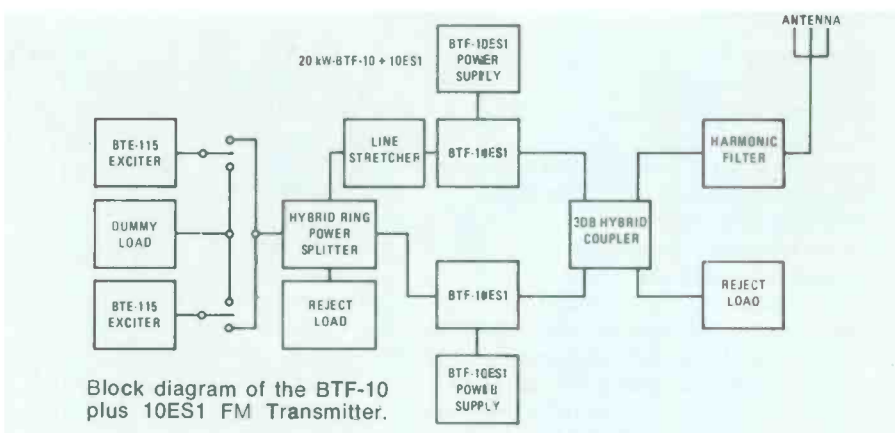 ANTENNA
20 kW-BTF-10 + 10ES1
BTF-10ES1
POWER
SUPPLY
BTE-115
EXCITER
LINE
STRETCHER
BTF-10ES1
HARMONIC
FILTER
DUMMY
LOAD
HYBRID RING
POWER
SPLITTER
3DB HYBRID
COUPLER
BTE-115
EXCITER
REJECT
LOAD
BTF-10ES1
REJECT
LOAD
BTF-10ES1
POWER
SUPPLY
Block diagram of the BTF-10
plus 10ES1 FM Transmitter.